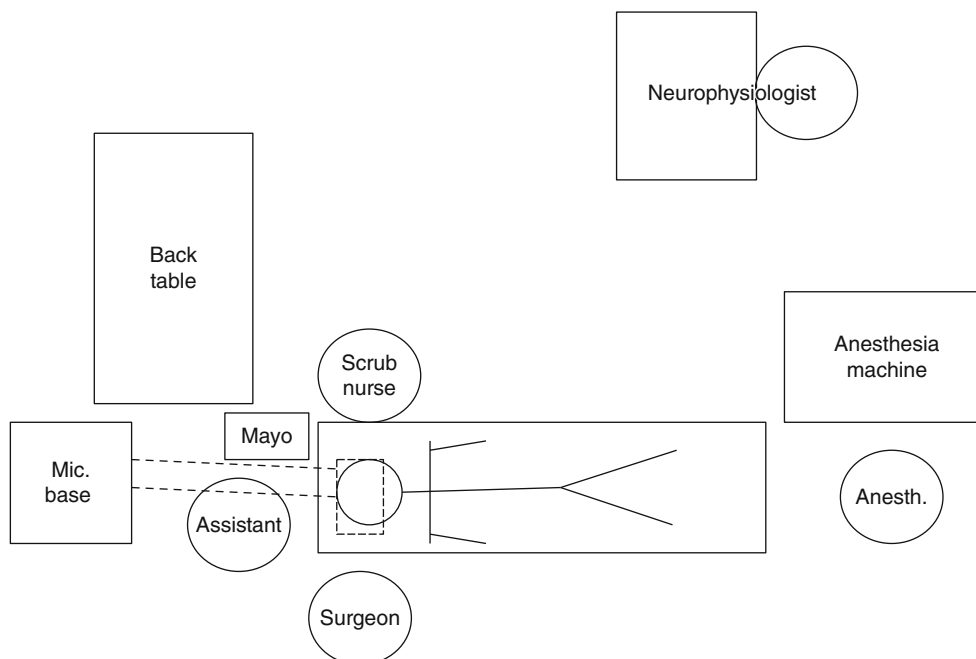 Neurophysiologist
Back
table
Anesthesia
machine
Scrub
nurse
Mayo
Mic.
base
Assistant
Anesth.
Surgeon